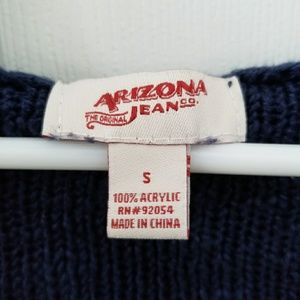 ARIZONA
THE ORIGINAL JEAN CO.
S
100% ACRYLIC
RN#92054
MADE IN CHINA